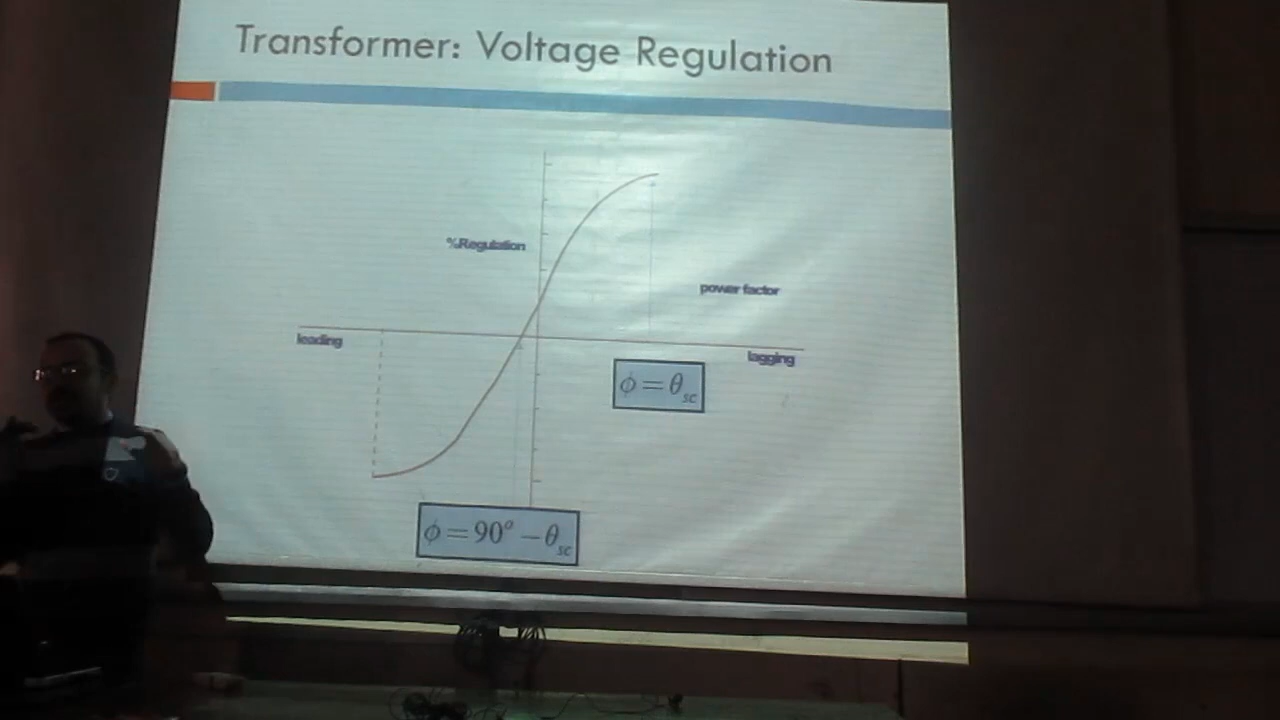 Transformer: Voltage Regulation
%Regulation
power factor
leading
lagging
ϕ = θsc
ϕ = 90° − θsc